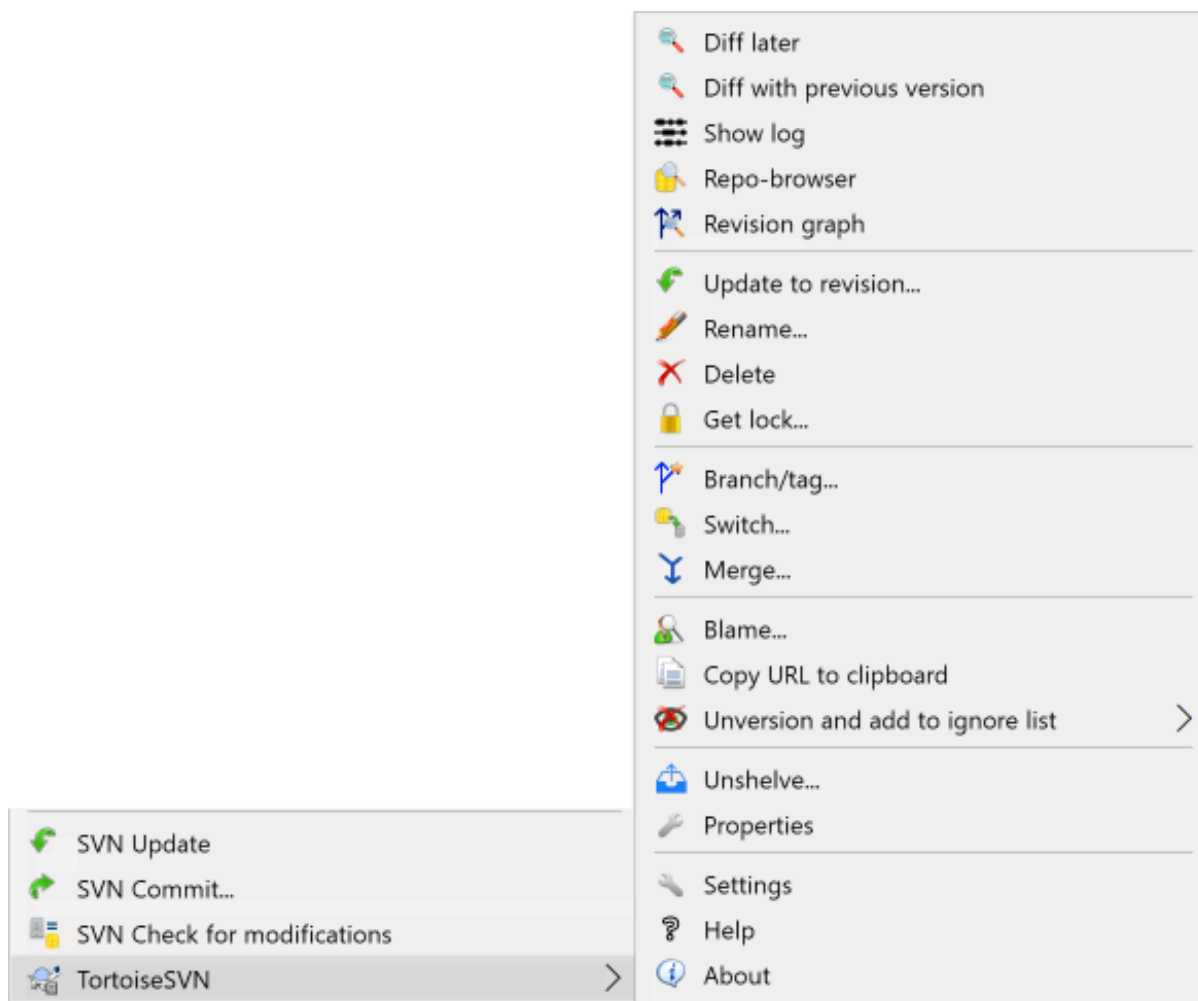 Diff later
Diff with previous version
Show log
Repo-browser
Revision graph
Update to revision...
Rename...
Delete
Get lock...
Branch/tag...
Switch...
Merge...
Blame...
Copy URL to clipboard
Unversion and add to ignore list
Unshelve...
Properties
Settings
Help
About
SVN Update
SVN Commit...
SVN Check for modifications
TortoiseSVN